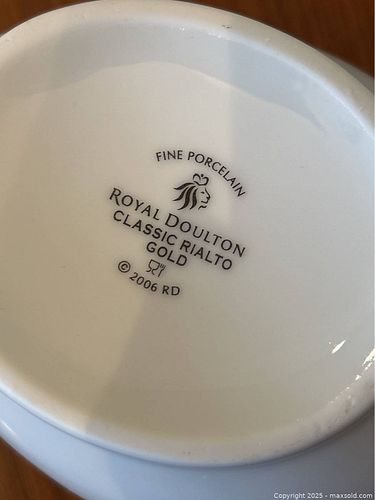 FINE PORCELAIN
ROYAL DOULTON
CLASSIC RIALTO
GOLD
© 2006 RD
Copyright 2025 - maxsold.com